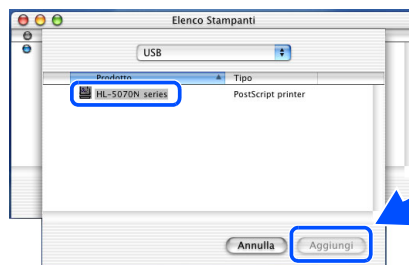 Elenco Stampanti
USB
Prodotto Tipo
HL-5070N series PostScript printer
Annulla Aggiungi